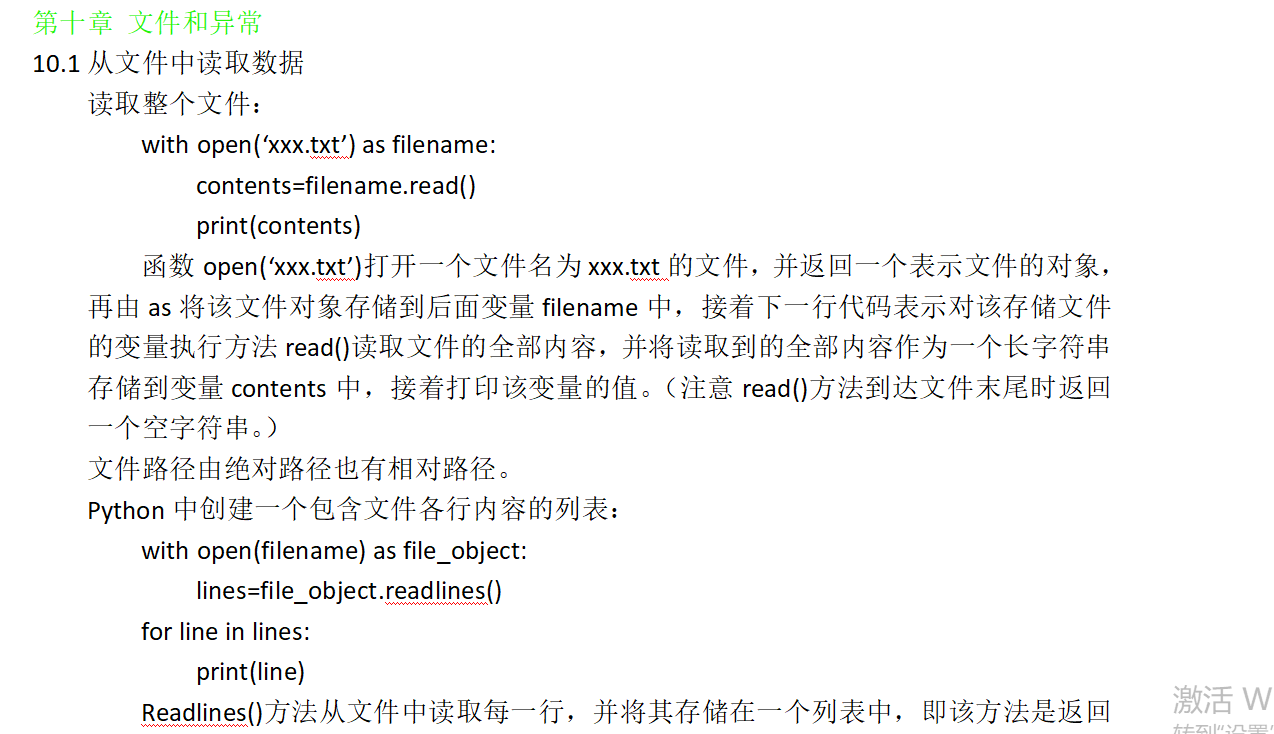 第十章 文件和异常
10.1 从文件中读取数据
读取整个文件：
with open(‘xxx.txt’) as filename:
contents=filename.read()
print(contents)
函数 open(‘xxx.txt’)打开一个文件名为 xxx.txt 的文件，并返回一个表示文件的对象，
再由 as 将该文件对象存储到后面变量 filename 中，接着下一行代码表示对该存储文件
的变量执行方法 read()读取文件的全部内容，并将读取到的全部内容作为一个长字符串
存储到变量 contents 中，接着打印该变量的值。（注意 read()方法到达文件末尾时返回
一个空字符串。）
文件路径由绝对路径也有相对路径。
Python 中创建一个包含文件各行内容的列表：
with open(filename) as file_object:
lines=file_object.readlines()
for line in lines:
print(line)
Readlines()方法从文件中读取每一行，并将其存储在一个列表中，即该方法是返回
激活 W
转到“设置”